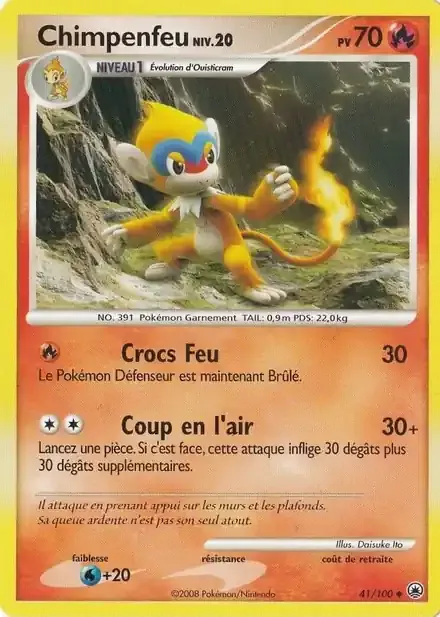 Chimpenfeu NIV.20 PV 70
NIVEAU 1 Évolution d'Ouisticram
NO. 391 Pokémon Garnement TAIL: 0,9m PDS: 22,0kg
Crocs Feu 30
Le Pokémon Défenseur est maintenant Brûlé.
Coup en l'air 30+
Lancez une pièce. Si c'est face, cette attaque inflige 30 dégâts plus
30 dégâts supplémentaires.
Il attaque en prenant appui sur les murs et les plafonds.
Sa queue ardente n'est pas son seul atout.
Illus. Daisuke Ito
faiblesse résistance coût de retraite
+20
©2008 Pokémon/Nintendo 41/100